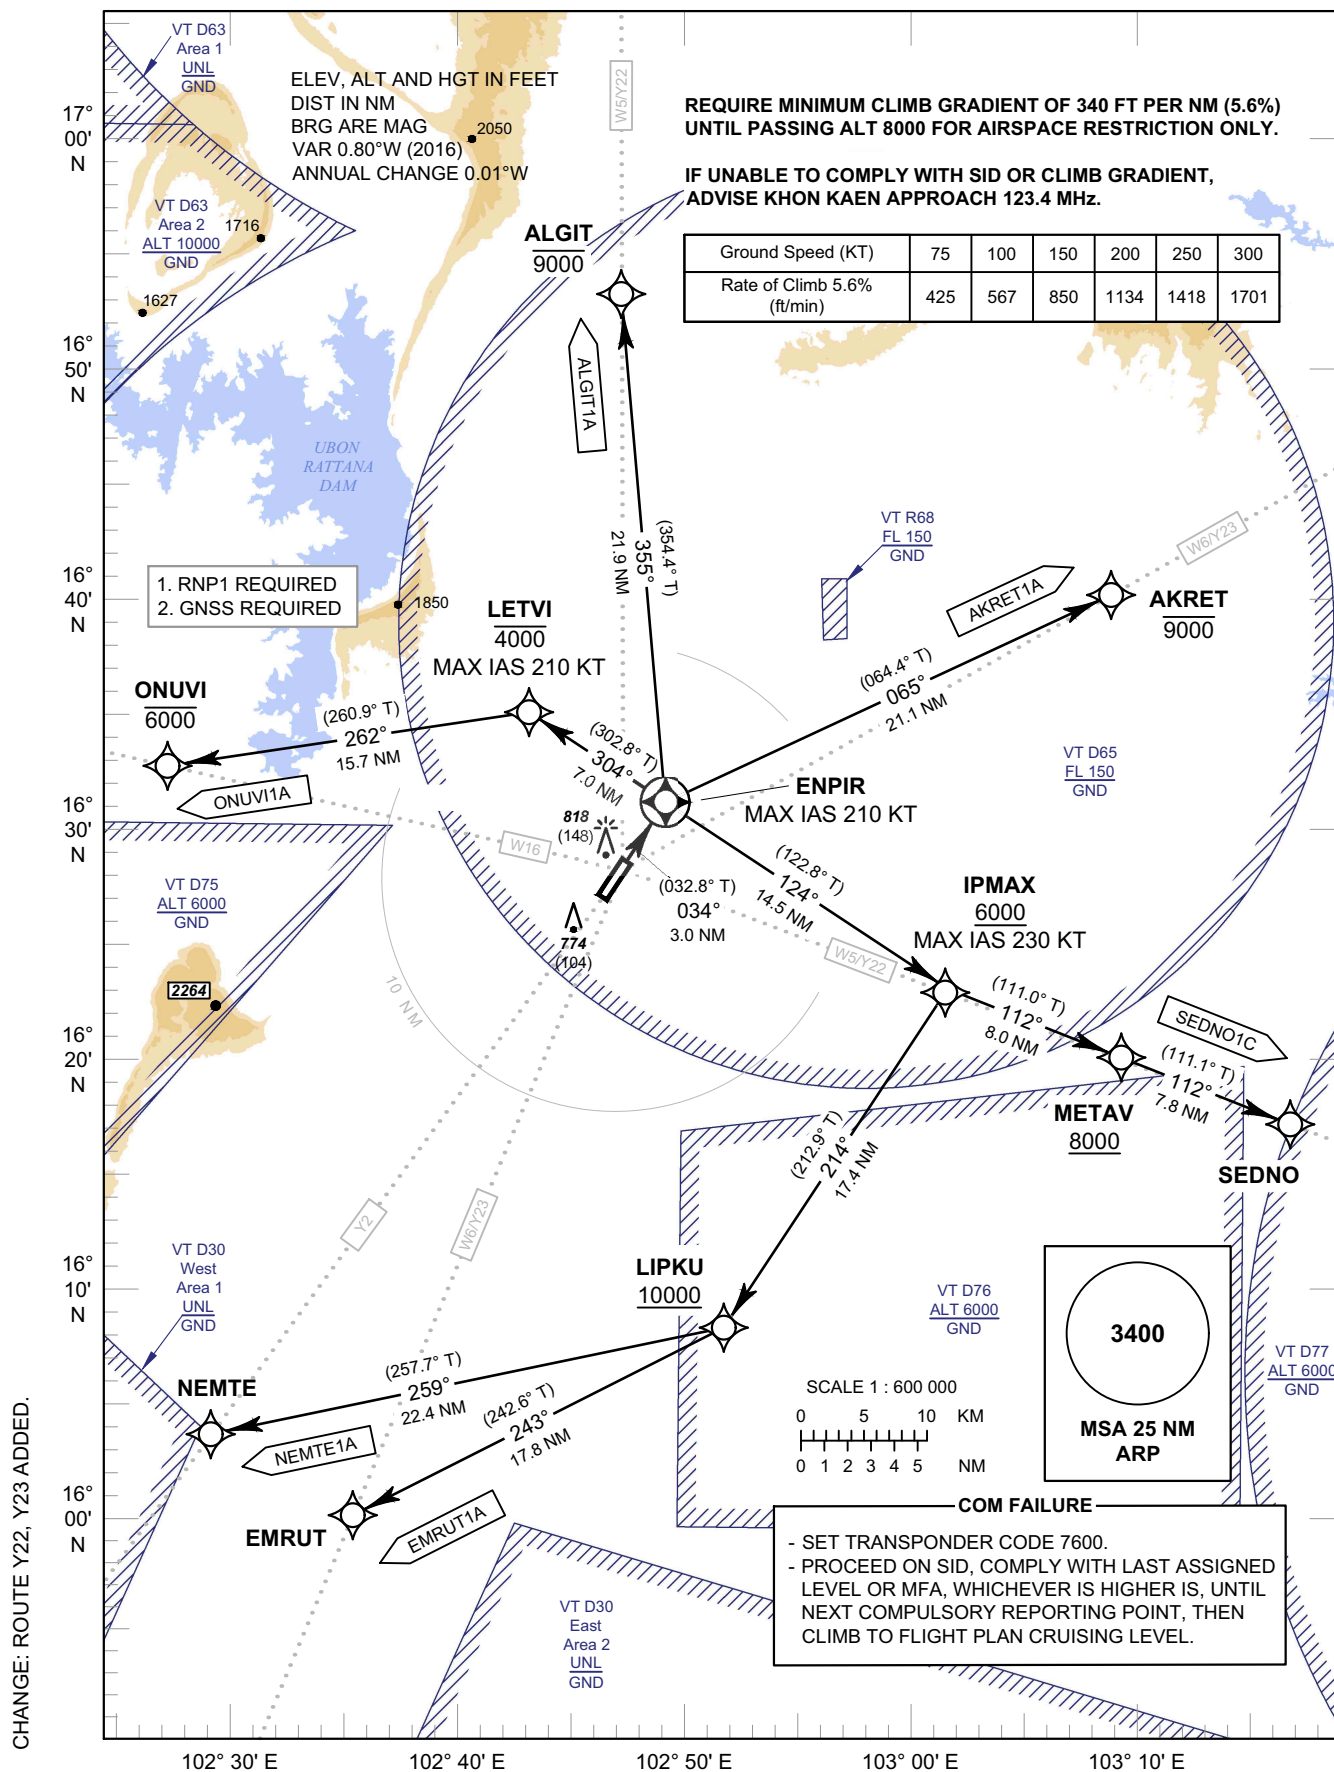 VT D63
Area 1
UNL
GND
ELEV, ALT AND HGT IN FEET
DIST IN NM
BRG ARE MAG
VAR 0.80°W (2016)
ANNUAL CHANGE 0.01°W
2050
W5/Y22
REQUIRE MINIMUM CLIMB GRADIENT OF 340 FT PER NM (5.6%)
UNTIL PASSING ALT 8000 FOR AIRSPACE RESTRICTION ONLY.
IF UNABLE TO COMPLY WITH SID OR CLIMB GRADIENT,
ADVISE KHON KAEN APPROACH 123.4 MHz.
17°
00'
N
VT D63
Area 2
ALT 10000
GND
1716
1627
ALGIT
9000
Ground Speed (KT) 75 100 150 200 250 300
Rate of Climb 5.6%
(ft/min) 425 567 850 1134 1418 1701
16°
50'
N
ALGIT1A
UBON
RATTANA
DAM
(354.4° T)
355°
21.9 NM
VT R68
FL 150
GND
W6/Y23
1. RNP1 REQUIRED
2. GNSS REQUIRED
16°
40'
N
1850
LETVI
4000
MAX IAS 210 KT
AKRET1A
AKRET
9000
ONUVI
6000
(260.9° T)
262°
15.7 NM
(302.8° T)
304°
7.0 NM
(064.4° T)
065°
21.1 NM
VT D65
FL 150
GND
ONUVI1A
ENPIR
MAX IAS 210 KT
16°
30'
N
818
(148)
W16
(032.8° T)
034°
3.0 NM
(122.8° T)
124°
14.5 NM
IPMAX
6000
MAX IAS 230 KT
VT D75
ALT 6000
GND
774
(104)
W5/Y22
2264
10 NM
(111.0° T)
112°
8.0 NM
SEDNO1C
16°
20'
N
(111.1° T)
112°
7.8 NM
METAV
8000
SEDNO
(212.9° T)
214°
17.4 NM
Y2
W6/Y23
VT D30
West
Area 1
UNL
GND
16°
10'
N
LIPKU
10000
VT D76
ALT 6000
GND
3400
MSA 25 NM
ARP
VT D77
ALT 6000
GND
NEMTE
(257.7° T)
259°
22.4 NM
(242.6° T)
243°
17.8 NM
NEMTE1A
SCALE 1 : 600 000
0 5 10 KM
0 1 2 3 4 5 NM
16°
00'
N
EMRUT
EMRUT1A
COM FAILURE
- SET TRANSPONDER CODE 7600.
- PROCEED ON SID, COMPLY WITH LAST ASSIGNED
LEVEL OR MFA, WHICHEVER IS HIGHER IS, UNTIL
NEXT COMPULSORY REPORTING POINT, THEN
CLIMB TO FLIGHT PLAN CRUISING LEVEL.
VT D30
East
Area 2
UNL
GND
CHANGE: ROUTE Y22, Y23 ADDED.
102° 30' E 102° 40' E 102° 50' E 103° 00' E 103° 10' E